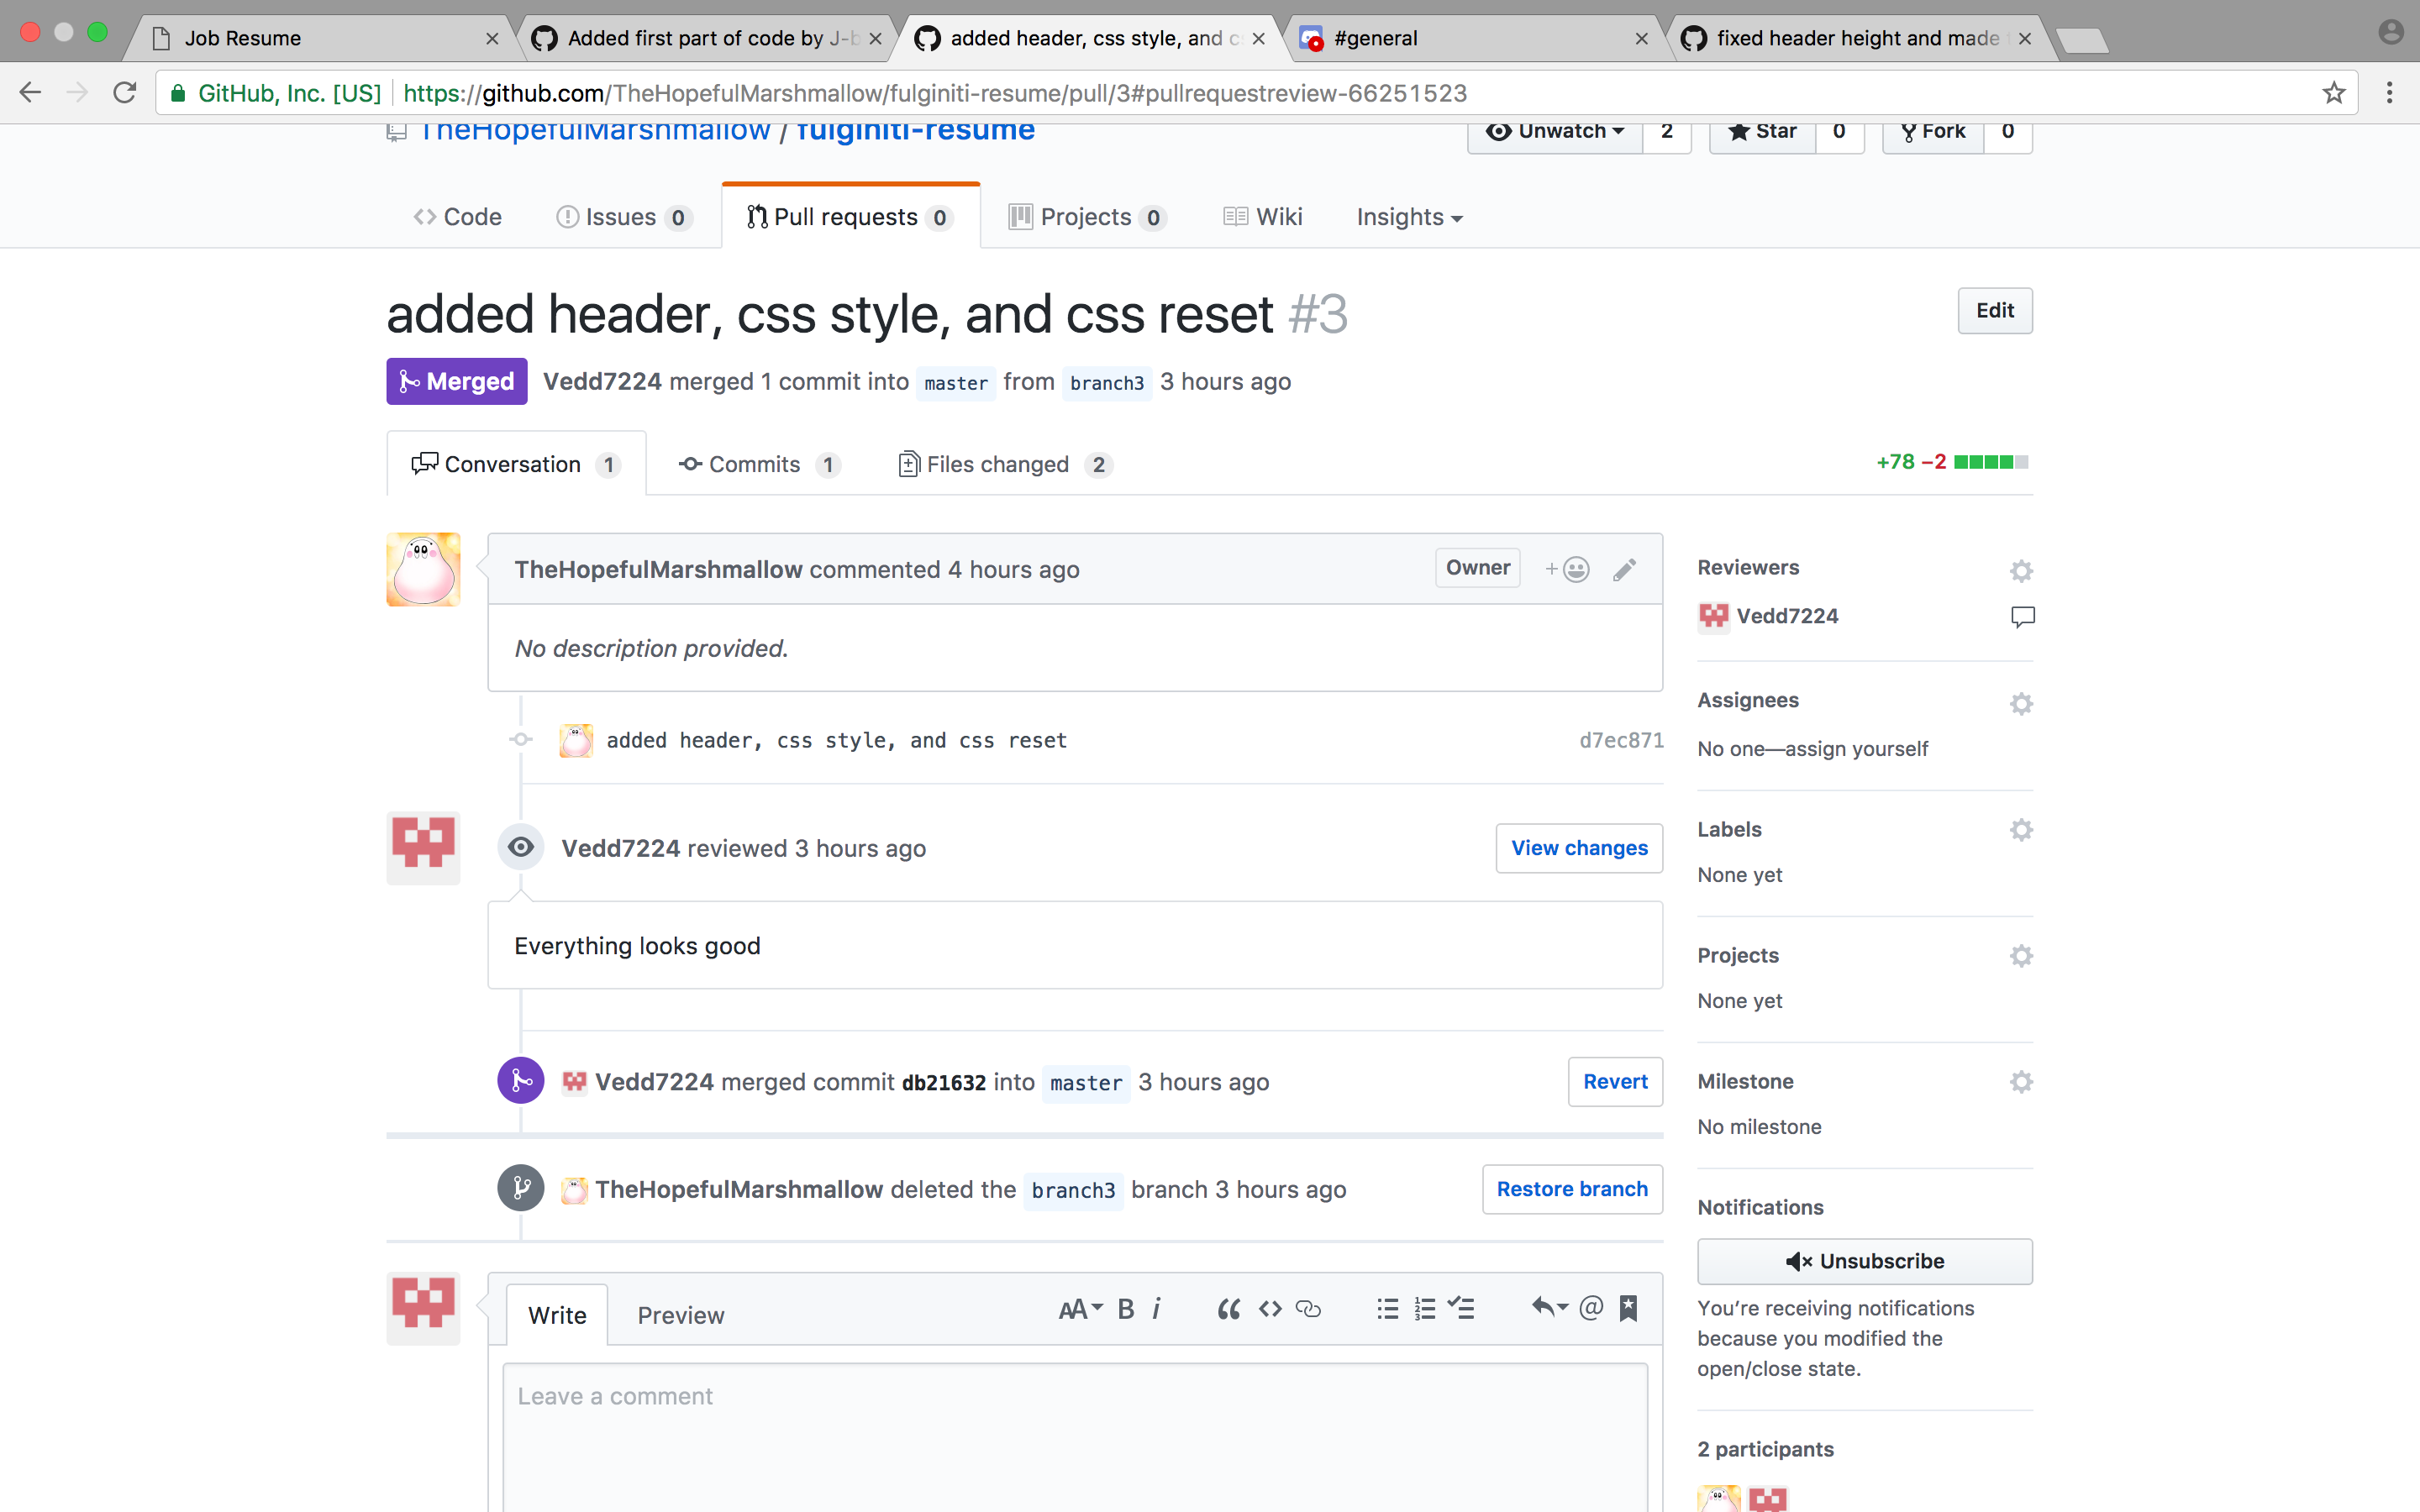 Job Resume
Added first part of code by J-b
added header, css style, and c
#general
fixed header height and made
GitHub, Inc. [US] https://github.com/TheHopefulMarshmallow/fulginiti-resume/pull/3#pullrequestreview-66251523
TheHopefulMarshmallow / fulginiti-resume
Unwatch 2 Star 0 Fork 0
Code Issues 0 Pull requests 0 Projects 0 Wiki Insights
added header, css style, and css reset #3
Edit
Merged Vedd7224 merged 1 commit into master from branch3 3 hours ago
Conversation 1 Commits 1 Files changed 2
+78 −2
TheHopefulMarshmallow commented 4 hours ago
Owner
No description provided.
added header, css style, and css reset d7ec871
Vedd7224 reviewed 3 hours ago
View changes
Everything looks good
Vedd7224 merged commit db21632 into master 3 hours ago
Revert
TheHopefulMarshmallow deleted the branch3 branch 3 hours ago
Restore branch
Write Preview
AA B i
Leave a comment
Reviewers
Vedd7224
Assignees
No one—assign yourself
Labels
None yet
Projects
None yet
Milestone
No milestone
Notifications
Unsubscribe
You’re receiving notifications
because you modified the
open/close state.
2 participants